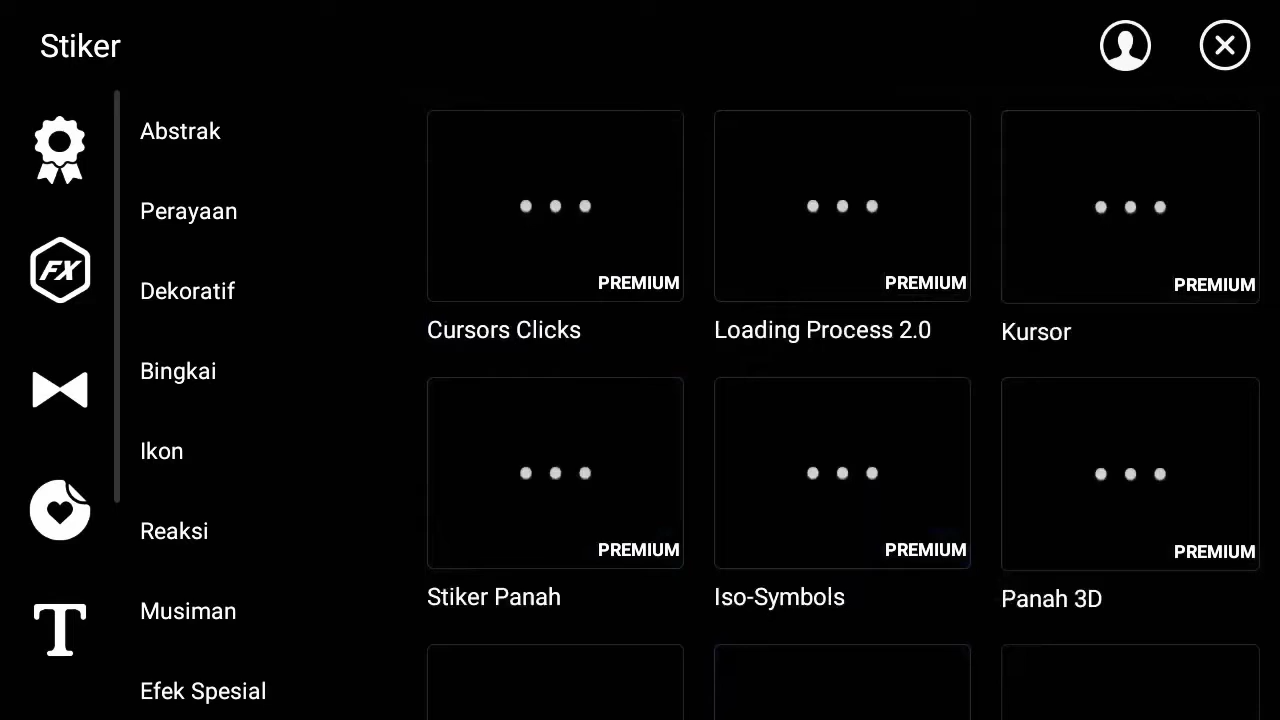 Stiker
FX
Abstrak
Perayaan
Dekoratif
Bingkai
Ikon
Reaksi
Musiman
Efek Spesial
T
PREMIUM
PREMIUM
PREMIUM
Cursors Clicks
Loading Process 2.0
Kursor
PREMIUM
PREMIUM
PREMIUM
Stiker Panah
Iso-Symbols
Panah 3D